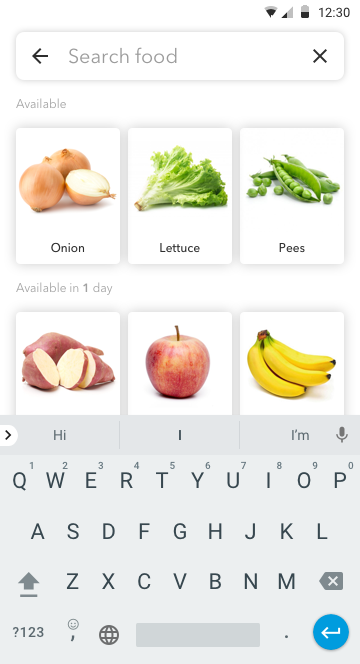 12:30
Search food
Available
Onion Lettuce Pees
Available in 1 day
Hi I I'm
1 2 3 4 5 6 7 8 9 0
Q W E R T Y U I O P
A S D F G H J K L
Z X C V B N M
?123 , .